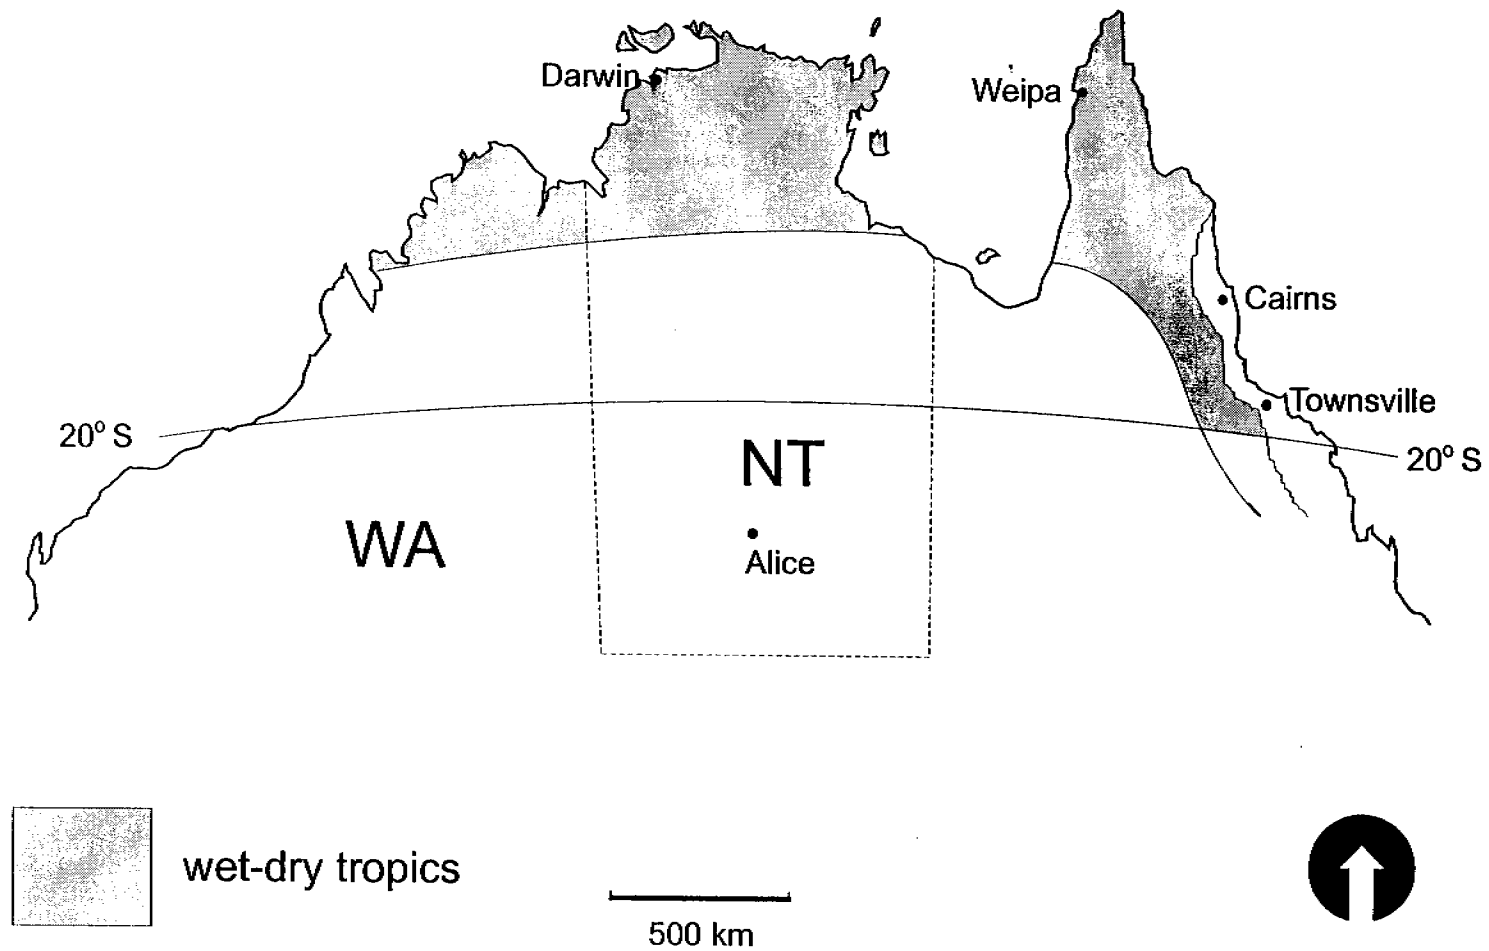 Darwin
Weipa
Cairns
Townsville
20° S
20° S
NT
WA
Alice
wet-dry tropics
500 km